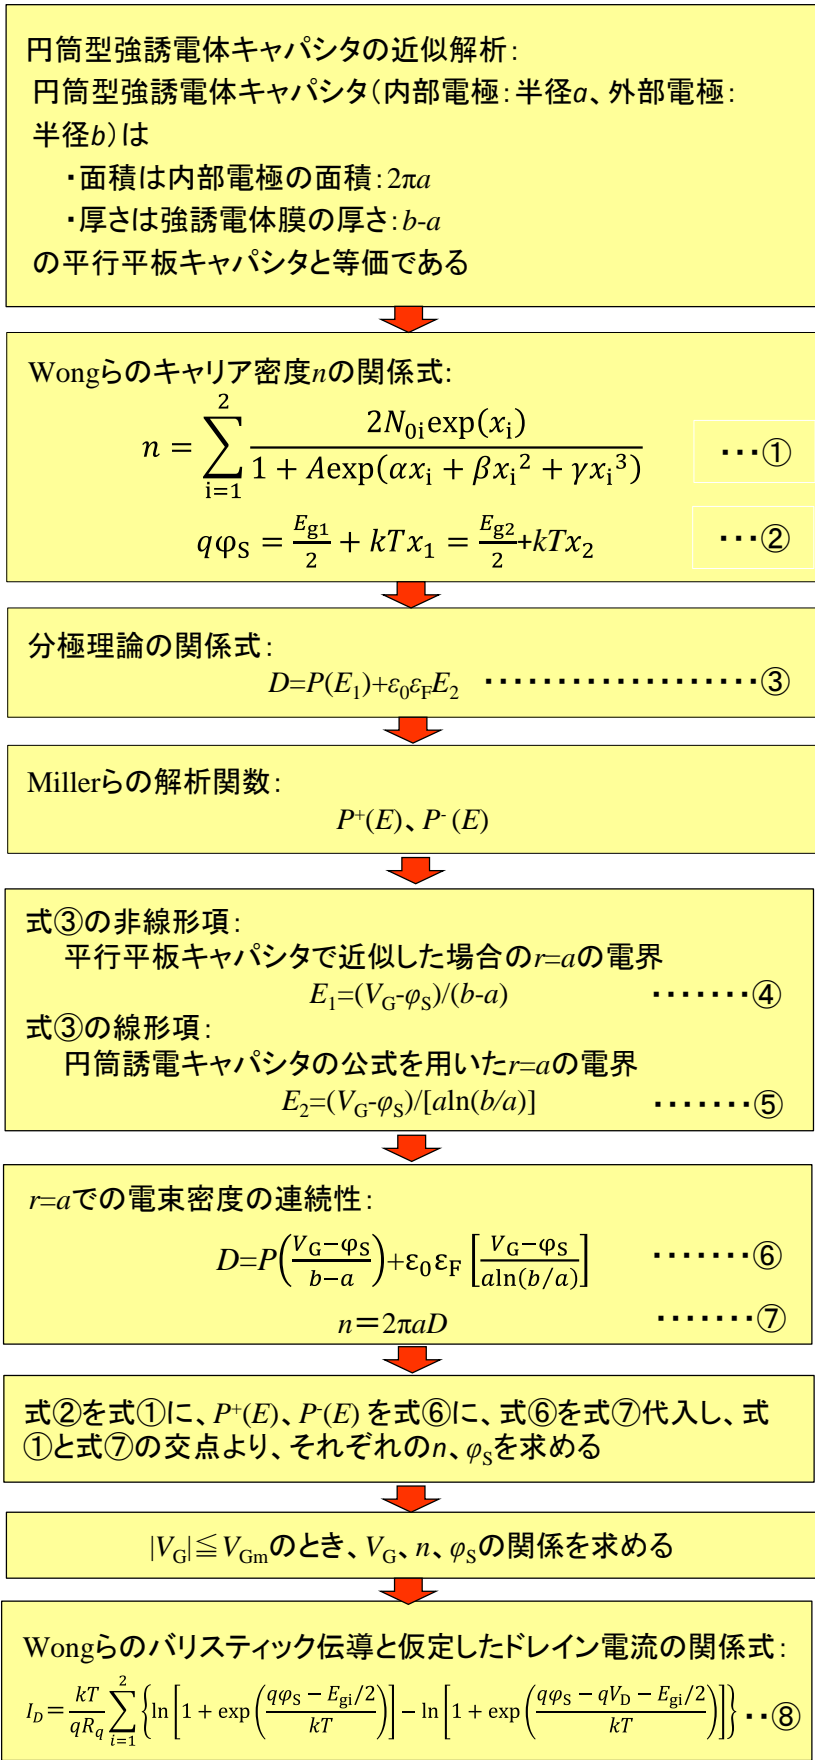 円筒型強誘電体キャパシタの近似解析：
円筒型強誘電体キャパシタ（内部電極：半径a、外部電極：
半径b）は
・面積は内部電極の面積：2πa
・厚さは強誘電体膜の厚さ：b-a
の平行平板キャパシタと等価である
Wongらのキャリア密度nの関係式：
n = \sum_{i=1}^{2} \frac{2N_{0i}exp(x_i)}{1 + Aexp(αx_i + βx_i^2 + γx_i^3)} ･･･①
qφ_S = \frac{E_{g1}}{2} + kTx_1 = \frac{E_{g2}}{2}+kTx_2 ･･･②
分極理論の関係式：
D=P(E_1)+ε_0ε_FE_2 ･･･････････････････③
Millerらの解析関数：
P^+(E)、P^-(E)
式③の非線形項：
平行平板キャパシタで近似した場合のr=aの電界
E_1=(V_G-φ_S)/(b-a) ･･･････④
式③の線形項：
円筒誘電キャパシタの公式を用いたr=aの電界
E_2=(V_G-φ_S)/[aln(b/a)] ･･･････⑤
r=aでの電束密度の連続性：
D=P(\frac{V_G-φ_S}{b-a})+ε_0ε_F[\frac{V_G-φ_S}{aln(b/a)}] ･･･････⑥
n＝2πaD ･･･････⑦
式②を式①に、P^+(E)、P^-(E) を式⑥に、式⑥を式⑦代入し、式
①と式⑦の交点より、それぞれのn、φ_Sを求める
|V_G|≦V_{Gm}のとき、V_G、n、φ_Sの関係を求める
Wongらのバリスティック伝導と仮定したドレイン電流の関係式：
I_D＝\frac{kT}{qR_q} \sum_{i=1}^{2} {ln[1 + exp(\frac{qφ_S − E_{gi}/2}{kT})] − ln[1 + exp(\frac{qφ_S − qV_D − E_{gi}/2}{kT})]} ･･⑧